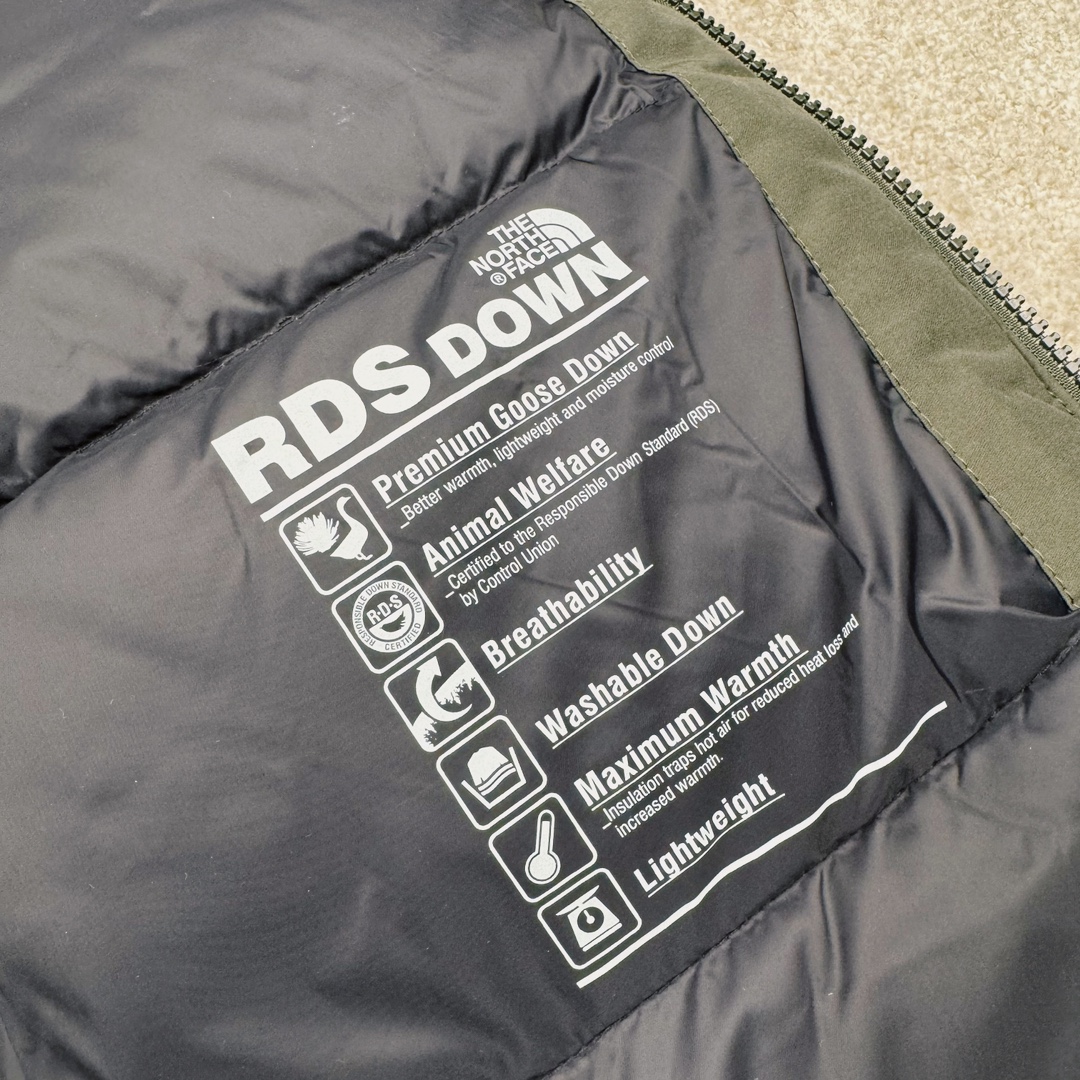 THE
NORTH
® FACE
RDS DOWN
Premium Goose Down
Better warmth, lightweight and moisture control
Animal Welfare
Certified to the Responsible Down Standard (RDS)
by Control Union
RESPONSIBLE DOWN STANDARD
R·D·S
CERTIFIED
Breathability
Washable Down
Maximum Warmth
Insulation traps hot air for reduced heat loss and
increased warmth.
Lightweight